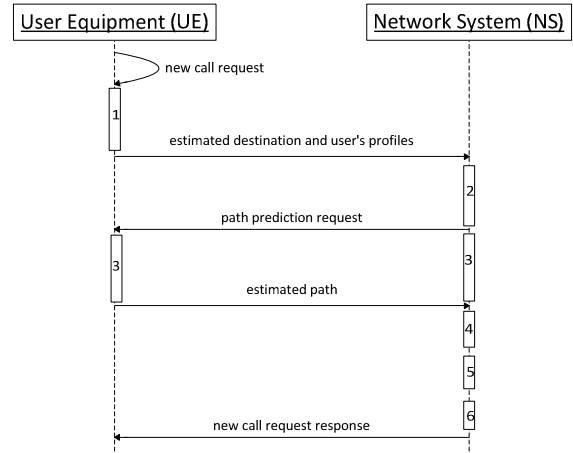 User Equipment (UE)
Network System (NS)
new call request
1
estimated destination and user's profiles
2
path prediction request
3
3
estimated path
4
5
6
new call request response